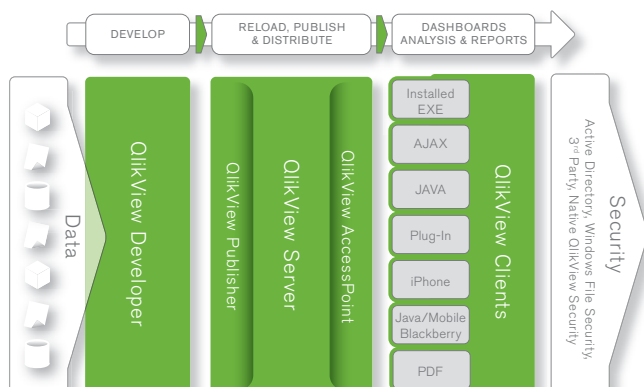 DEVELOP
RELOAD, PUBLISH
& DISTRIBUTE
DASHBOARDS
ANALYSIS & REPORTS
Data
QlikView Developer
QlikView Publisher
QlikView Server
QlikView AccessPoint
Installed
EXE
AJAX
JAVA
Plug-In
iPhone
Java/Mobile
Blackberry
PDF
QlikView Clients
Security
Active Directory, Windows File Security,
3rd Party, Native QlikView Security